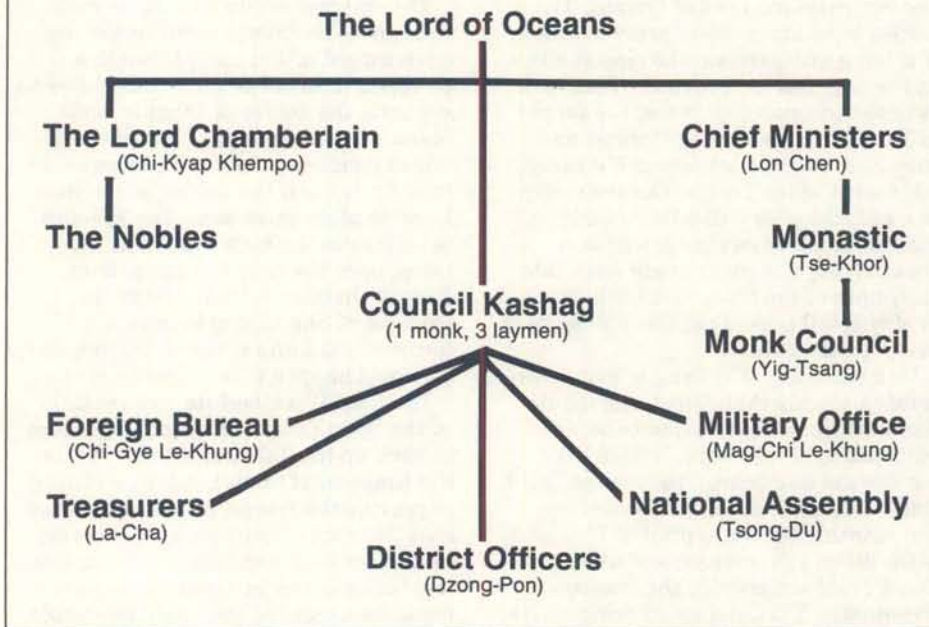 The Lord of Oceans
The Lord Chamberlain
(Chi-Kyap Khempo)
Chief Ministers
(Lon Chen)
The Nobles
Monastic
(Tse-Khor)
Council Kashag
(1 monk, 3 laymen)
Monk Council
(Yig-Tsang)
Foreign Bureau
(Chi-Gye Le-Khung)
Military Office
(Mag-Chi Le-Khung)
Treasurers
(La-Cha)
National Assembly
(Tsong-Du)
District Officers
(Dzong-Pon)